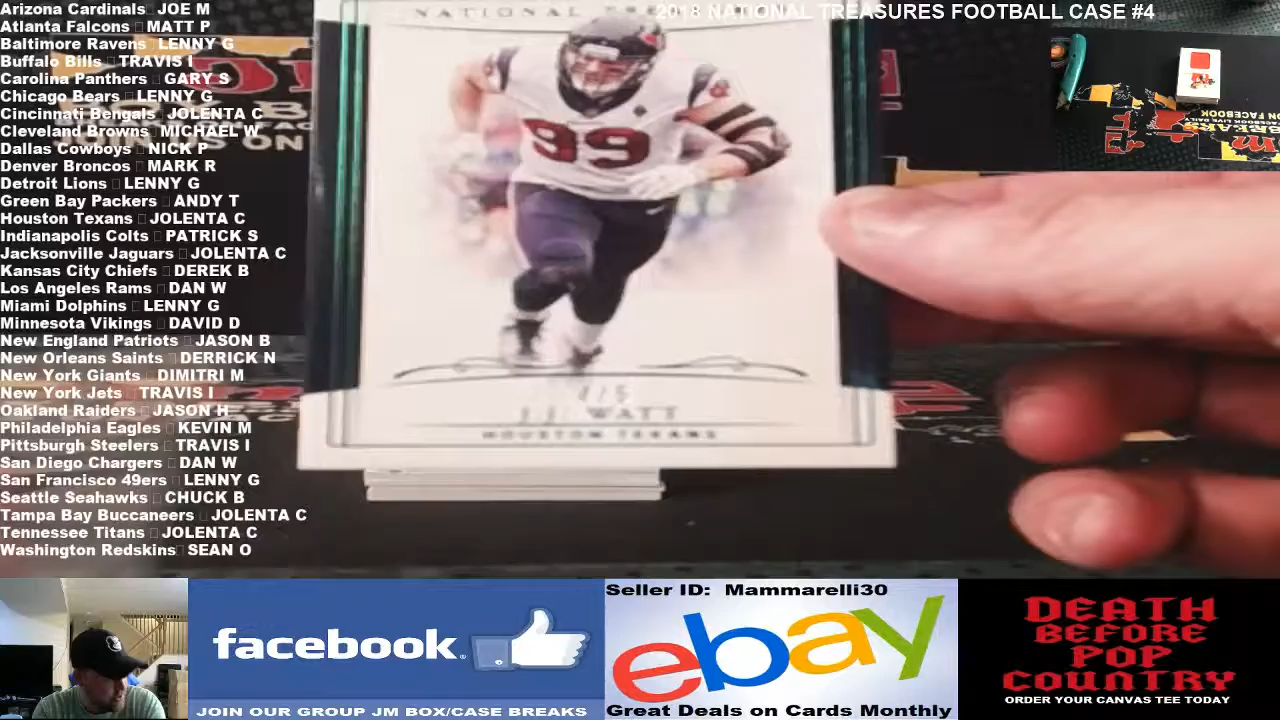 2018 NATIONAL TREASURES FOOTBALL CASE #4
Arizona Cardinals JOE M
Atlanta Falcons MATT P
Baltimore Ravens LENNY G
Buffalo Bills TRAVIS I
Carolina Panthers GARY S
Chicago Bears LENNY G
Cincinnati Bengals JOLENTA C
Cleveland Browns MICHAEL W
Dallas Cowboys NICK P
Denver Broncos MARK R
Detroit Lions LENNY G
Green Bay Packers ANDY T
Houston Texans JOLENTA C
Indianapolis Colts PATRICK S
Jacksonville Jaguars JOLENTA C
Kansas City Chiefs DEREK B
Los Angeles Rams DAN W
Miami Dolphins LENNY G
Minnesota Vikings DAVID D
New England Patriots JASON B
New Orleans Saints DERRICK N
New York Giants DIMITRI M
New York Jets TRAVIS I
Oakland Raiders JASON H
Philadelphia Eagles KEVIN M
Pittsburgh Steelers TRAVIS I
San Diego Chargers DAN W
San Francisco 49ers LENNY G
Seattle Seahawks CHUCK B
Tampa Bay Buccaneers JOLENTA C
Tennessee Titans JOLENTA C
Washington Redskins SEAN O
NATIONAL
99
4/5
J.J. WATT
HOUSTON TEXANS
US ON
ON FACEBOOK
facebook
JOIN OUR GROUP JM BOX/CASE BREAKS
Seller ID: Mammarelli30
ebay
Great Deals on Cards Monthly
DEATH
BEFORE
POP
COUNTRY
ORDER YOUR CANVAS TEE TODAY